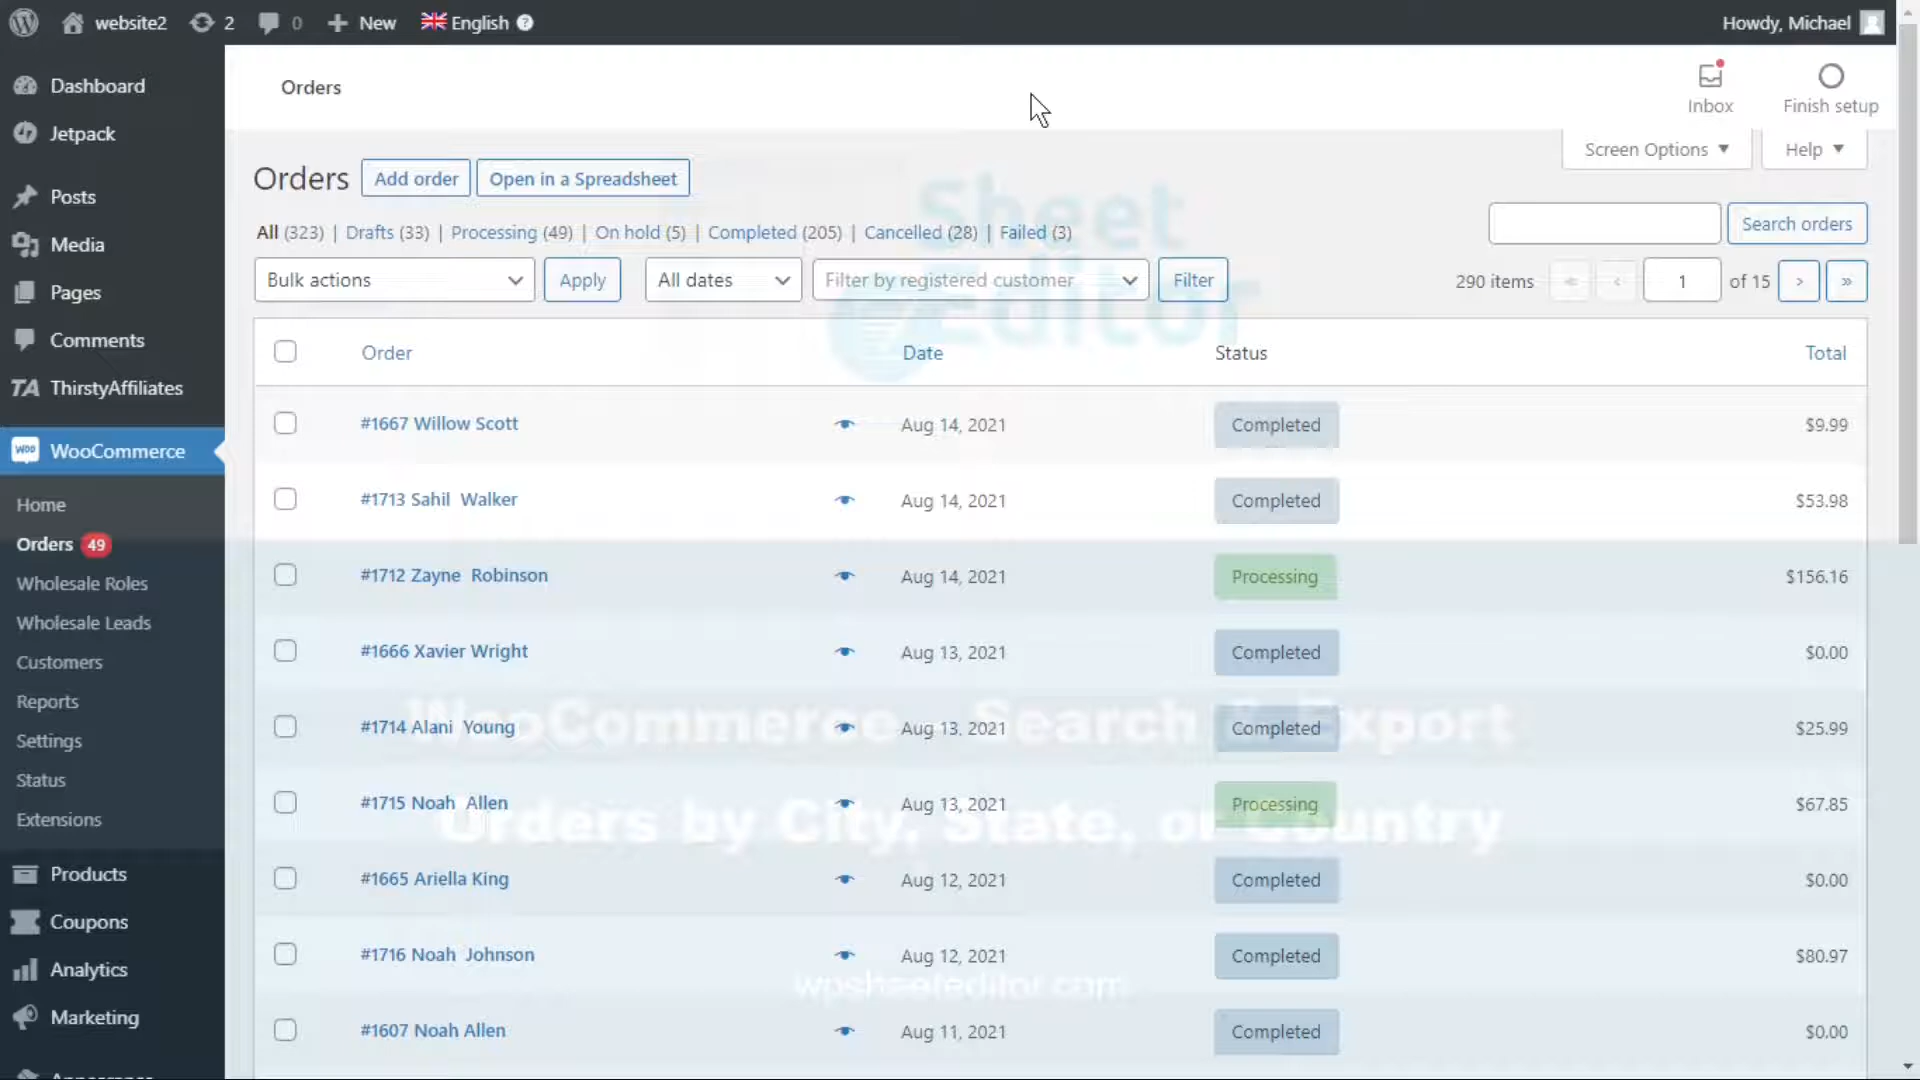 website2 2 0 New English Howdy, Michael
Dashboard
Jetpack
Posts
Media
Pages
Comments
TA ThirstyAffiliates
WOO WooCommerce
Home
Orders 49
Wholesale Roles
Wholesale Leads
Customers
Reports
Settings
Status
Extensions
Products
Coupons
Analytics
Marketing
Appearance
Orders
Inbox
Finish setup
Screen Options
Help
Orders Add order Open in a Spreadsheet
All (323) | Drafts (33) | Processing (49) | On hold (5) | Completed (205) | Cancelled (28) | Failed (3)
Search orders
Bulk actions Apply All dates Filter by registered customer Filter 290 items « ‹ 1 of 15 › »
Order Date Status Total
#1667 Willow Scott Aug 14, 2021 Completed $9.99
#1713 Sahil Walker Aug 14, 2021 Completed $53.98
#1712 Zayne Robinson Aug 14, 2021 Processing $156.16
#1666 Xavier Wright Aug 13, 2021 Completed $0.00
#1714 Alani Young Aug 13, 2021 Completed $25.99
#1715 Noah Allen Aug 13, 2021 Processing $67.85
#1665 Ariella King Aug 12, 2021 Completed $0.00
#1716 Noah Johnson Aug 12, 2021 Completed $80.97
#1607 Noah Allen Aug 11, 2021 Completed $0.00
Sheet
Editor
WooCommerce - Search & Export
Orders by City, State, or Country
wpsheeteditor.com